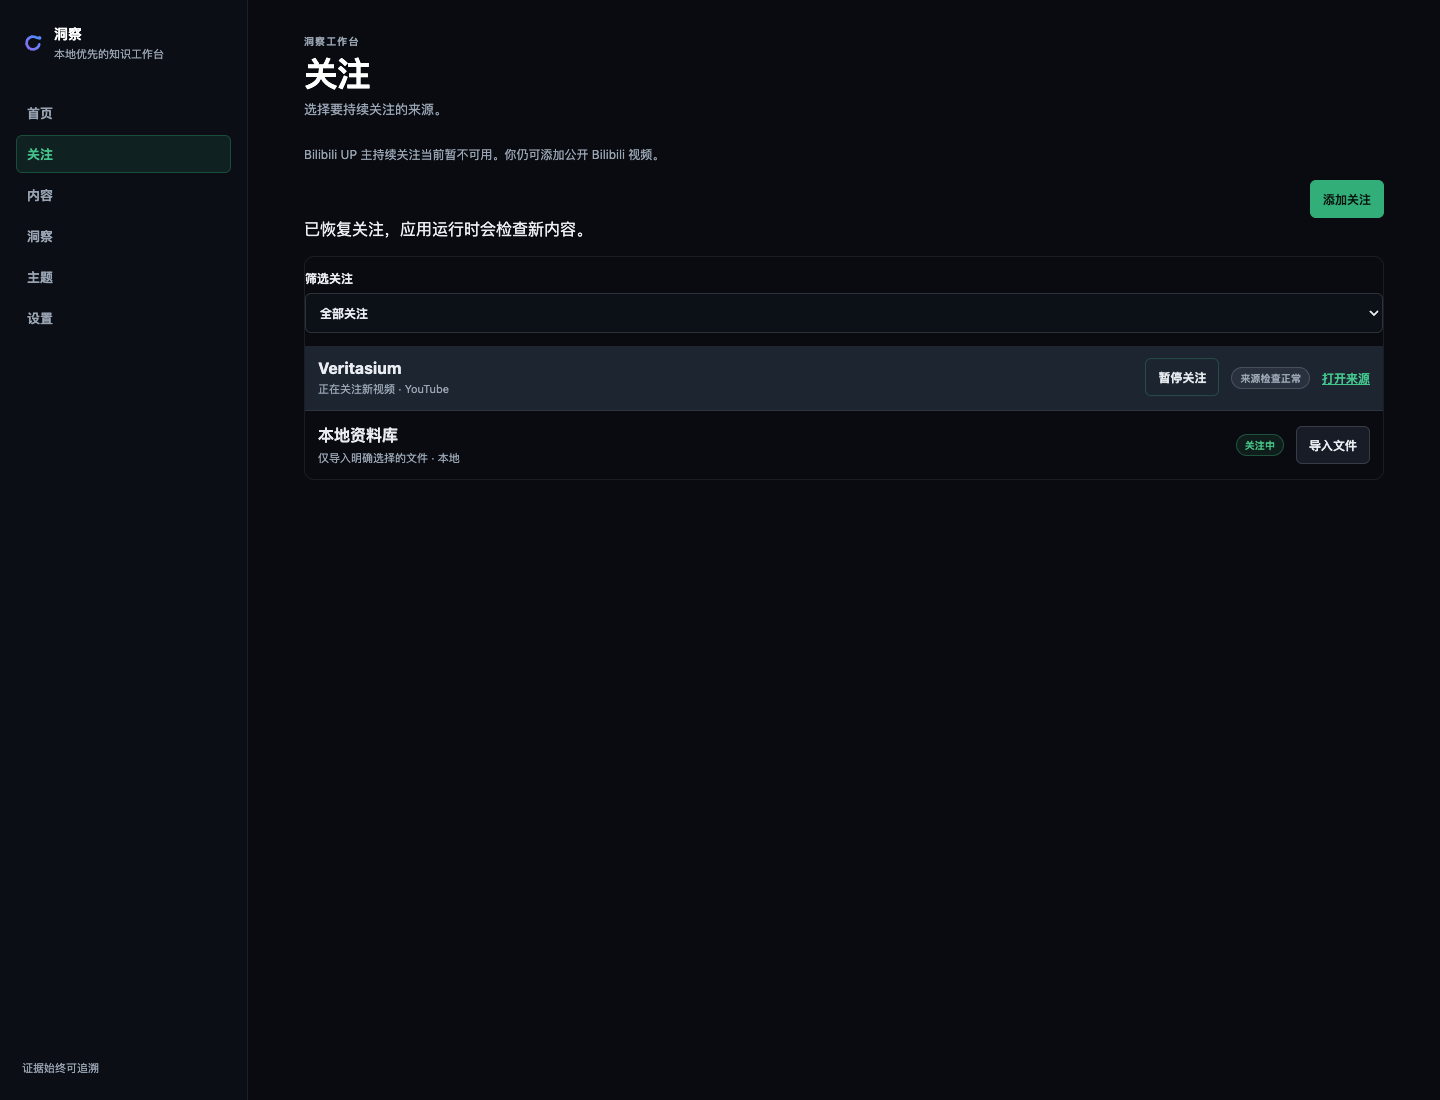 洞察
本地优先的知识工作台
首页
关注
内容
洞察
主题
设置
证据始终可追溯
洞察工作台
关注
选择要持续关注的来源。
Bilibili UP 主持续关注当前暂不可用。你仍可添加公开 Bilibili 视频。
添加关注
已恢复关注，应用运行时会检查新内容。
筛选关注
全部关注
Veritasium
正在关注新视频 · YouTube
暂停关注
来源检查正常
打开来源
本地资料库
仅导入明确选择的文件 · 本地
关注中
导入文件